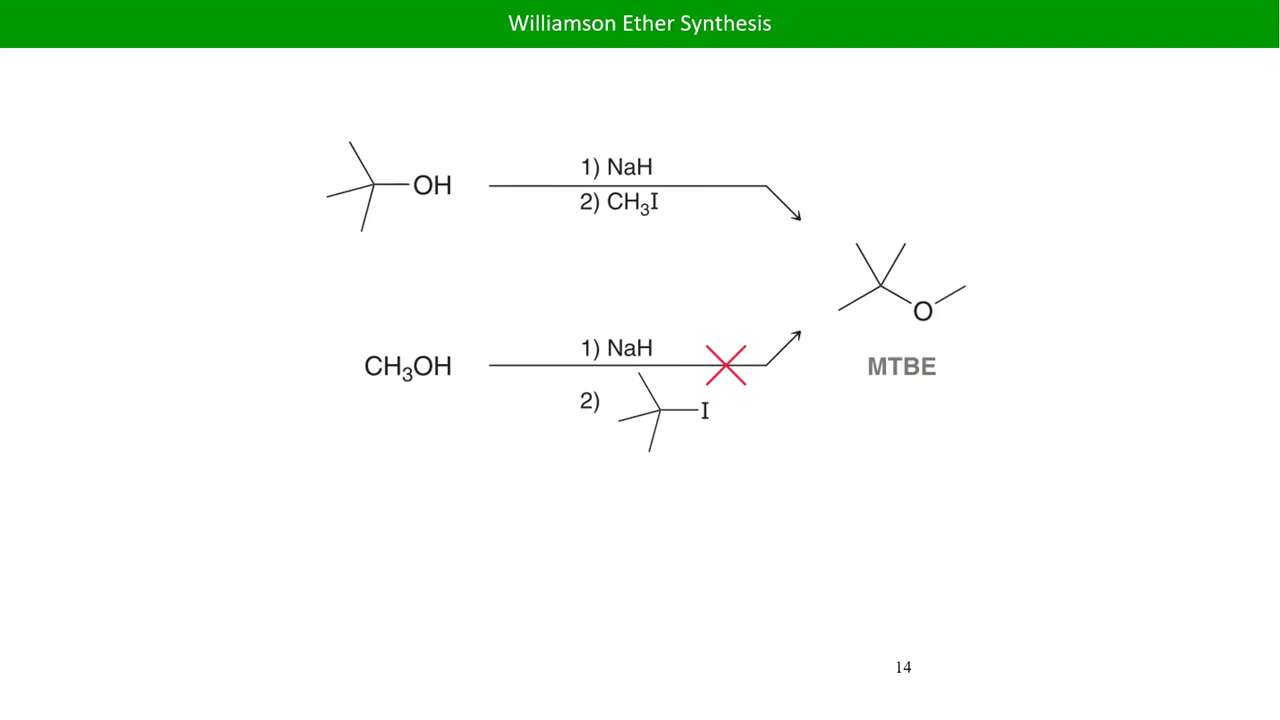 Williamson Ether Synthesis
1) NaH
OH
2) CH₃I
O
1) NaH
CH₃OH
MTBE
2)
I
14